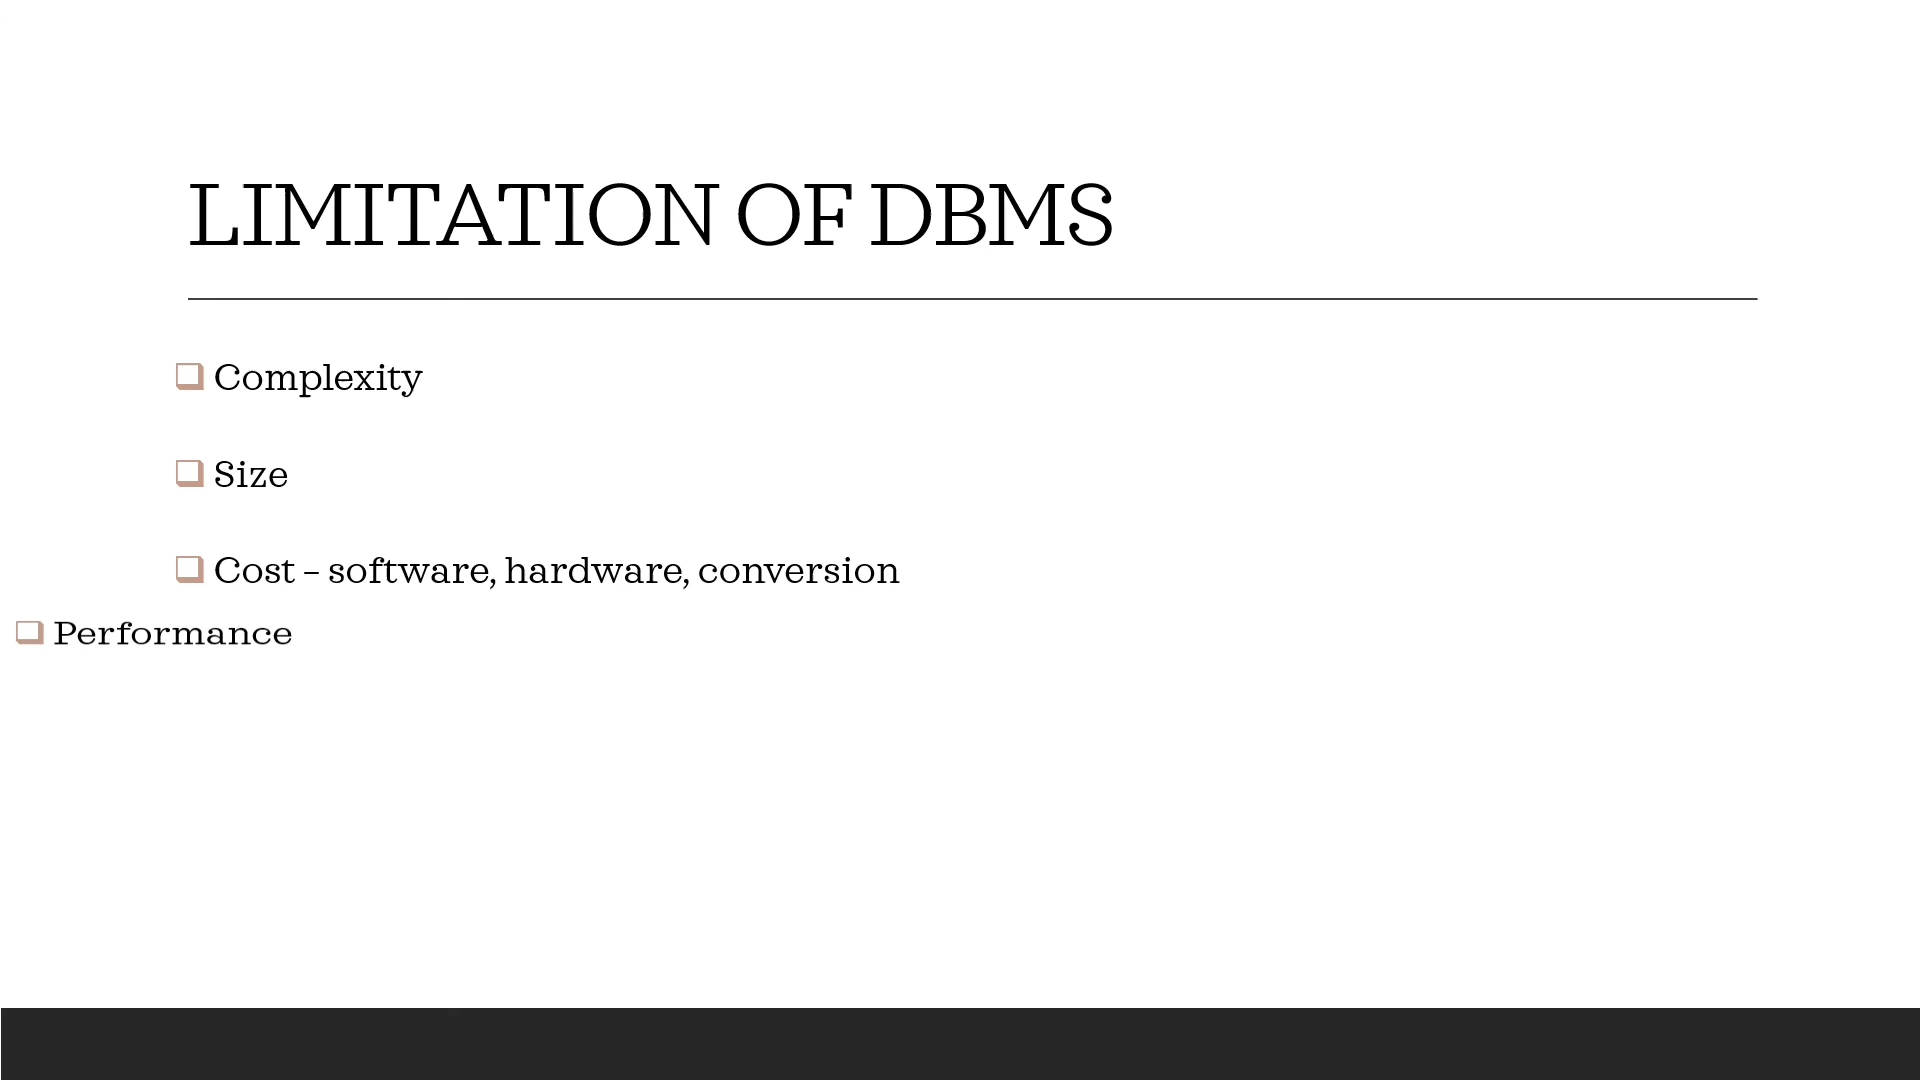 LIMITATION OF DBMS
❑ Complexity
❑ Size
❑ Cost – software, hardware, conversion
❑ Performance